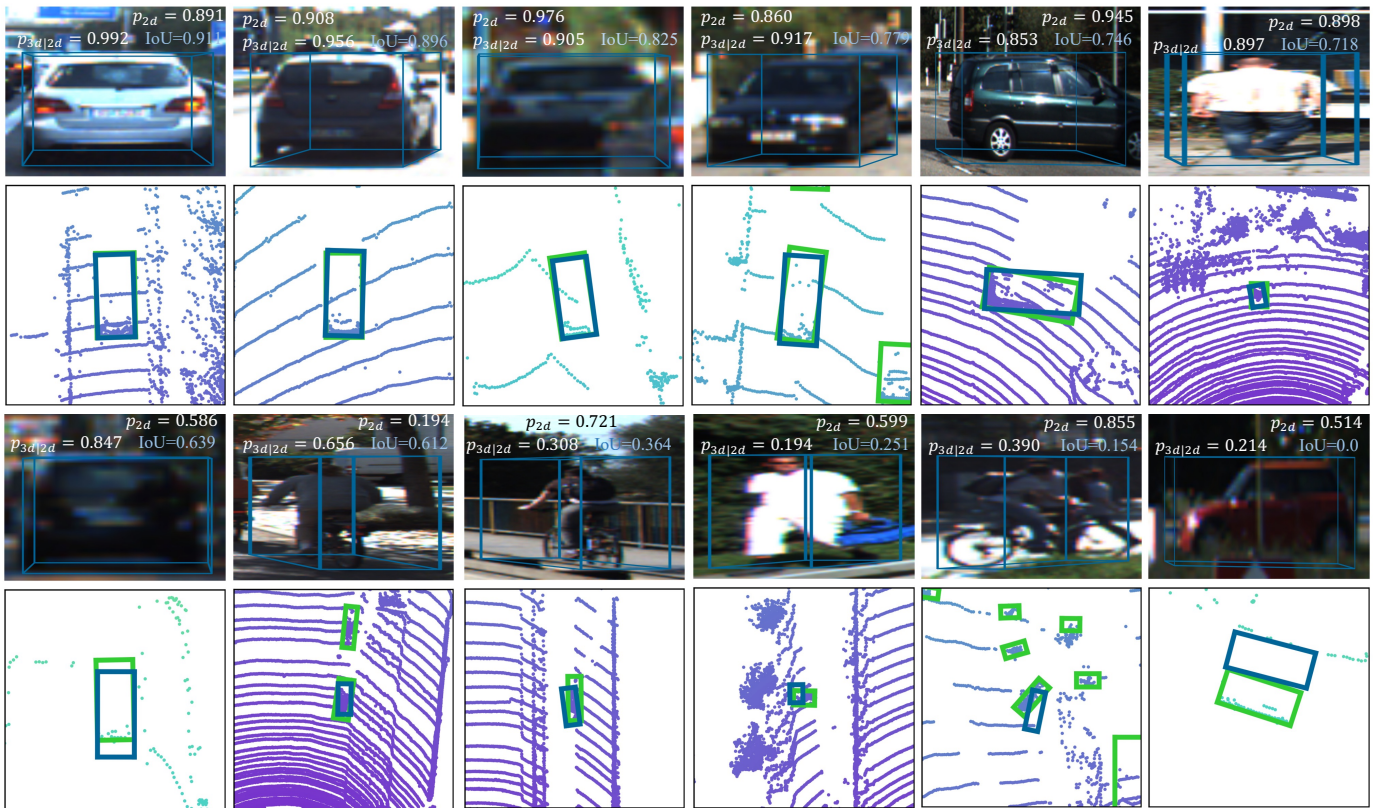 p2d = 0.891
p3d|2d = 0.992 IoU=0.911
p2d = 0.908
p3d|2d = 0.956 IoU=0.896
p2d = 0.976
p3d|2d = 0.905 IoU=0.825
p2d = 0.860
p3d|2d = 0.917 IoU=0.779
p2d = 0.945
p3d|2d = 0.853 IoU=0.746
p2d = 0.898
p3d|2d = 0.897 IoU=0.718
p2d = 0.586
p3d|2d = 0.847 IoU=0.639
p2d = 0.194
p3d|2d = 0.656 IoU=0.612
p2d = 0.721
p3d|2d = 0.308 IoU=0.364
p2d = 0.599
p3d|2d = 0.194 IoU=0.251
p2d = 0.855
p3d|2d = 0.390 IoU=0.154
p2d = 0.514
p3d|2d = 0.214 IoU=0.0